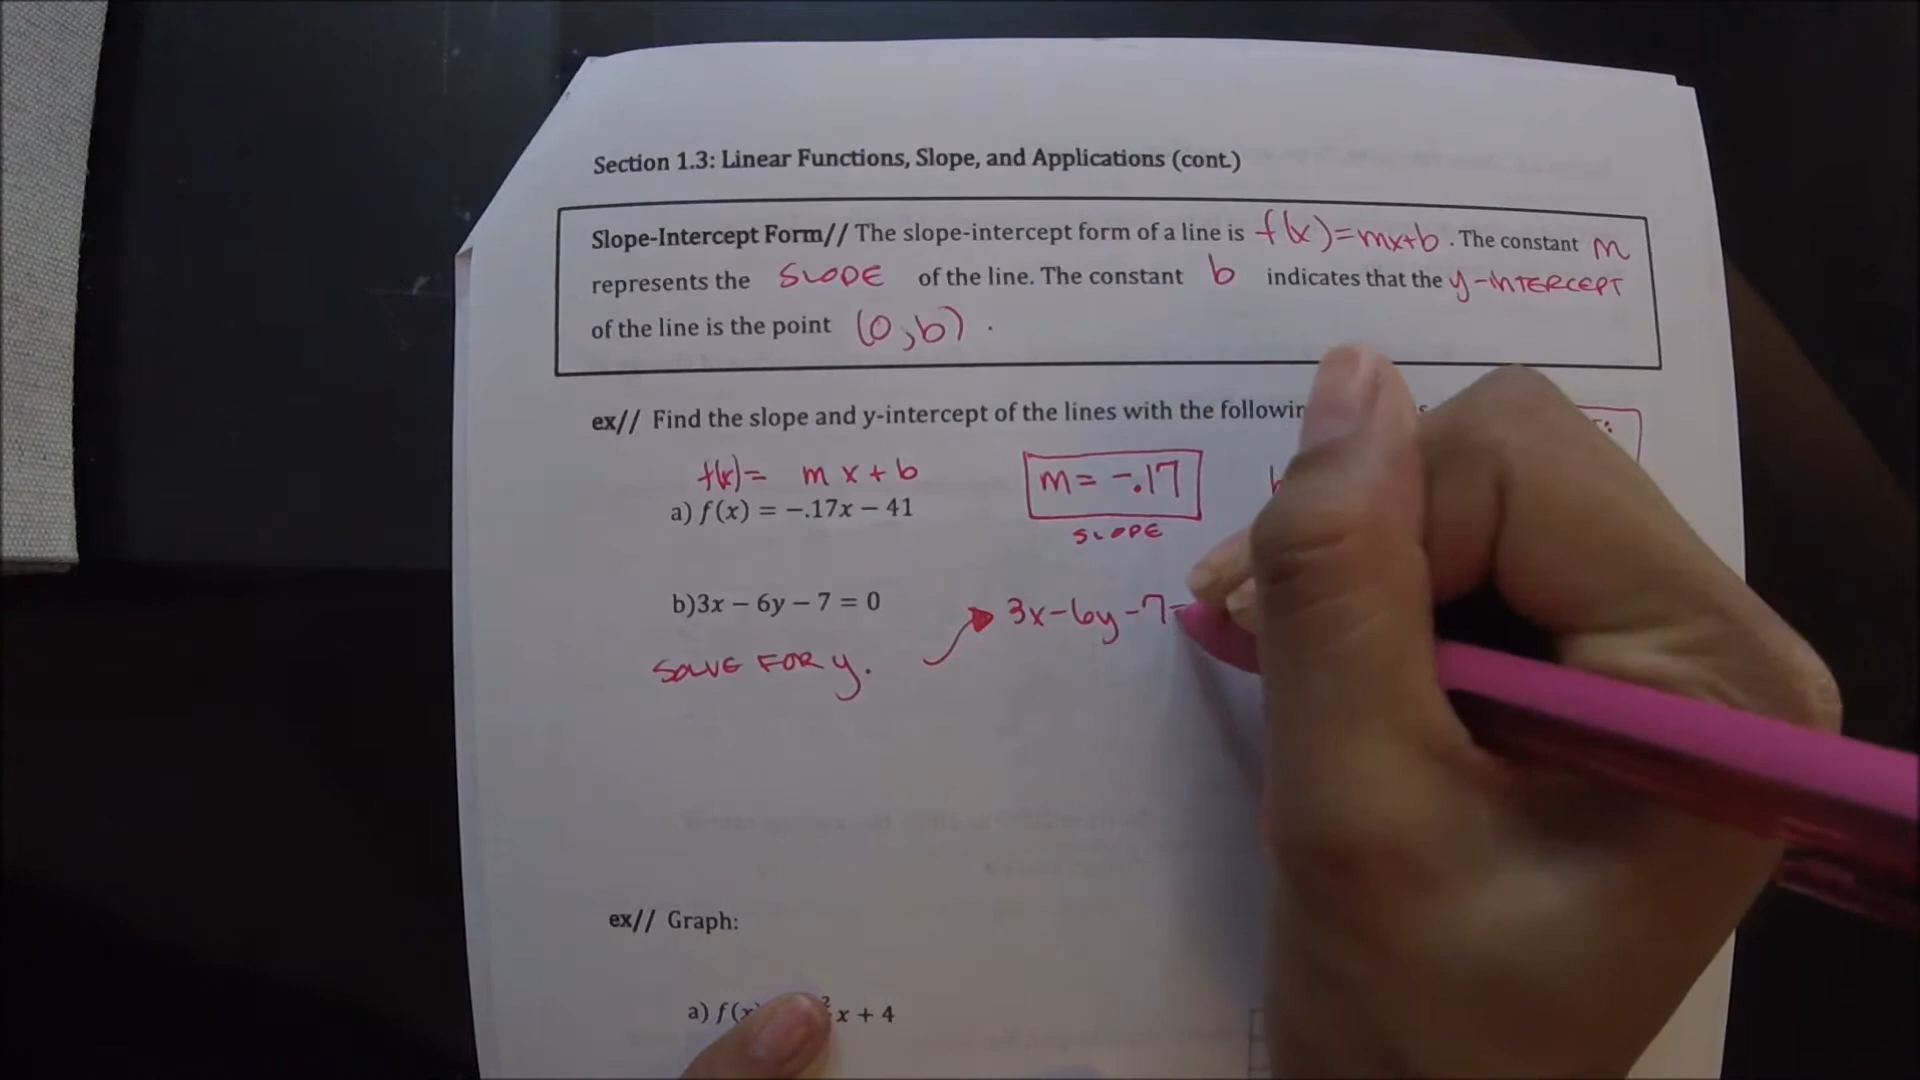 Section 1.3: Linear Functions, Slope, and Applications (cont.)
Slope-Intercept Form// The slope-intercept form of a line is f(x)=mx+b. The constant m
represents the SLOPE of the line. The constant b indicates that the y-INTERCEPT
of the line is the point (0,b).
ex// Find the slope and y-intercept of the lines with the
f(x)= mx+b
m= -.17
a) f(x) = -.17x – 41
SLOPE
b)3x – 6y – 7 = 0
3x-6y-7=
SOLVE FOR y.
ex// Graph:
a) f(x x + 4